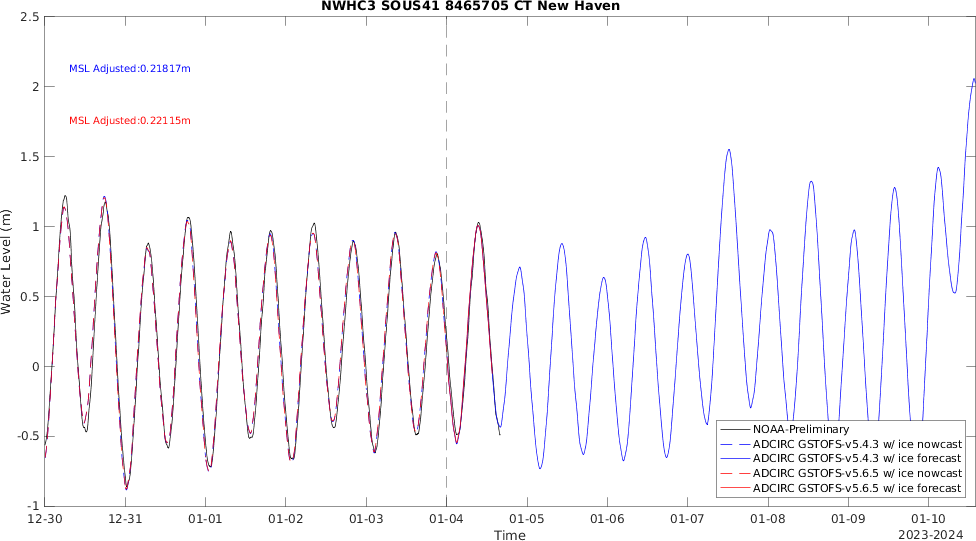 NWHC3 SOUS41 8465705 CT New Haven
2.5
2
1.5
1
0.5
0
-0.5
-1
Water Level (m)
MSL Adjusted:0.21817m
MSL Adjusted:0.22115m
NOAA-Preliminary
ADCIRC GSTOFS-v5.4.3 w/ ice nowcast
ADCIRC GSTOFS-v5.4.3 w/ ice forecast
ADCIRC GSTOFS-v5.6.5 w/ ice nowcast
ADCIRC GSTOFS-v5.6.5 w/ ice forecast
12-30 12-31 01-01 01-02 01-03 01-04 01-05 01-06 01-07 01-08 01-09 01-10
2023-2024
Time